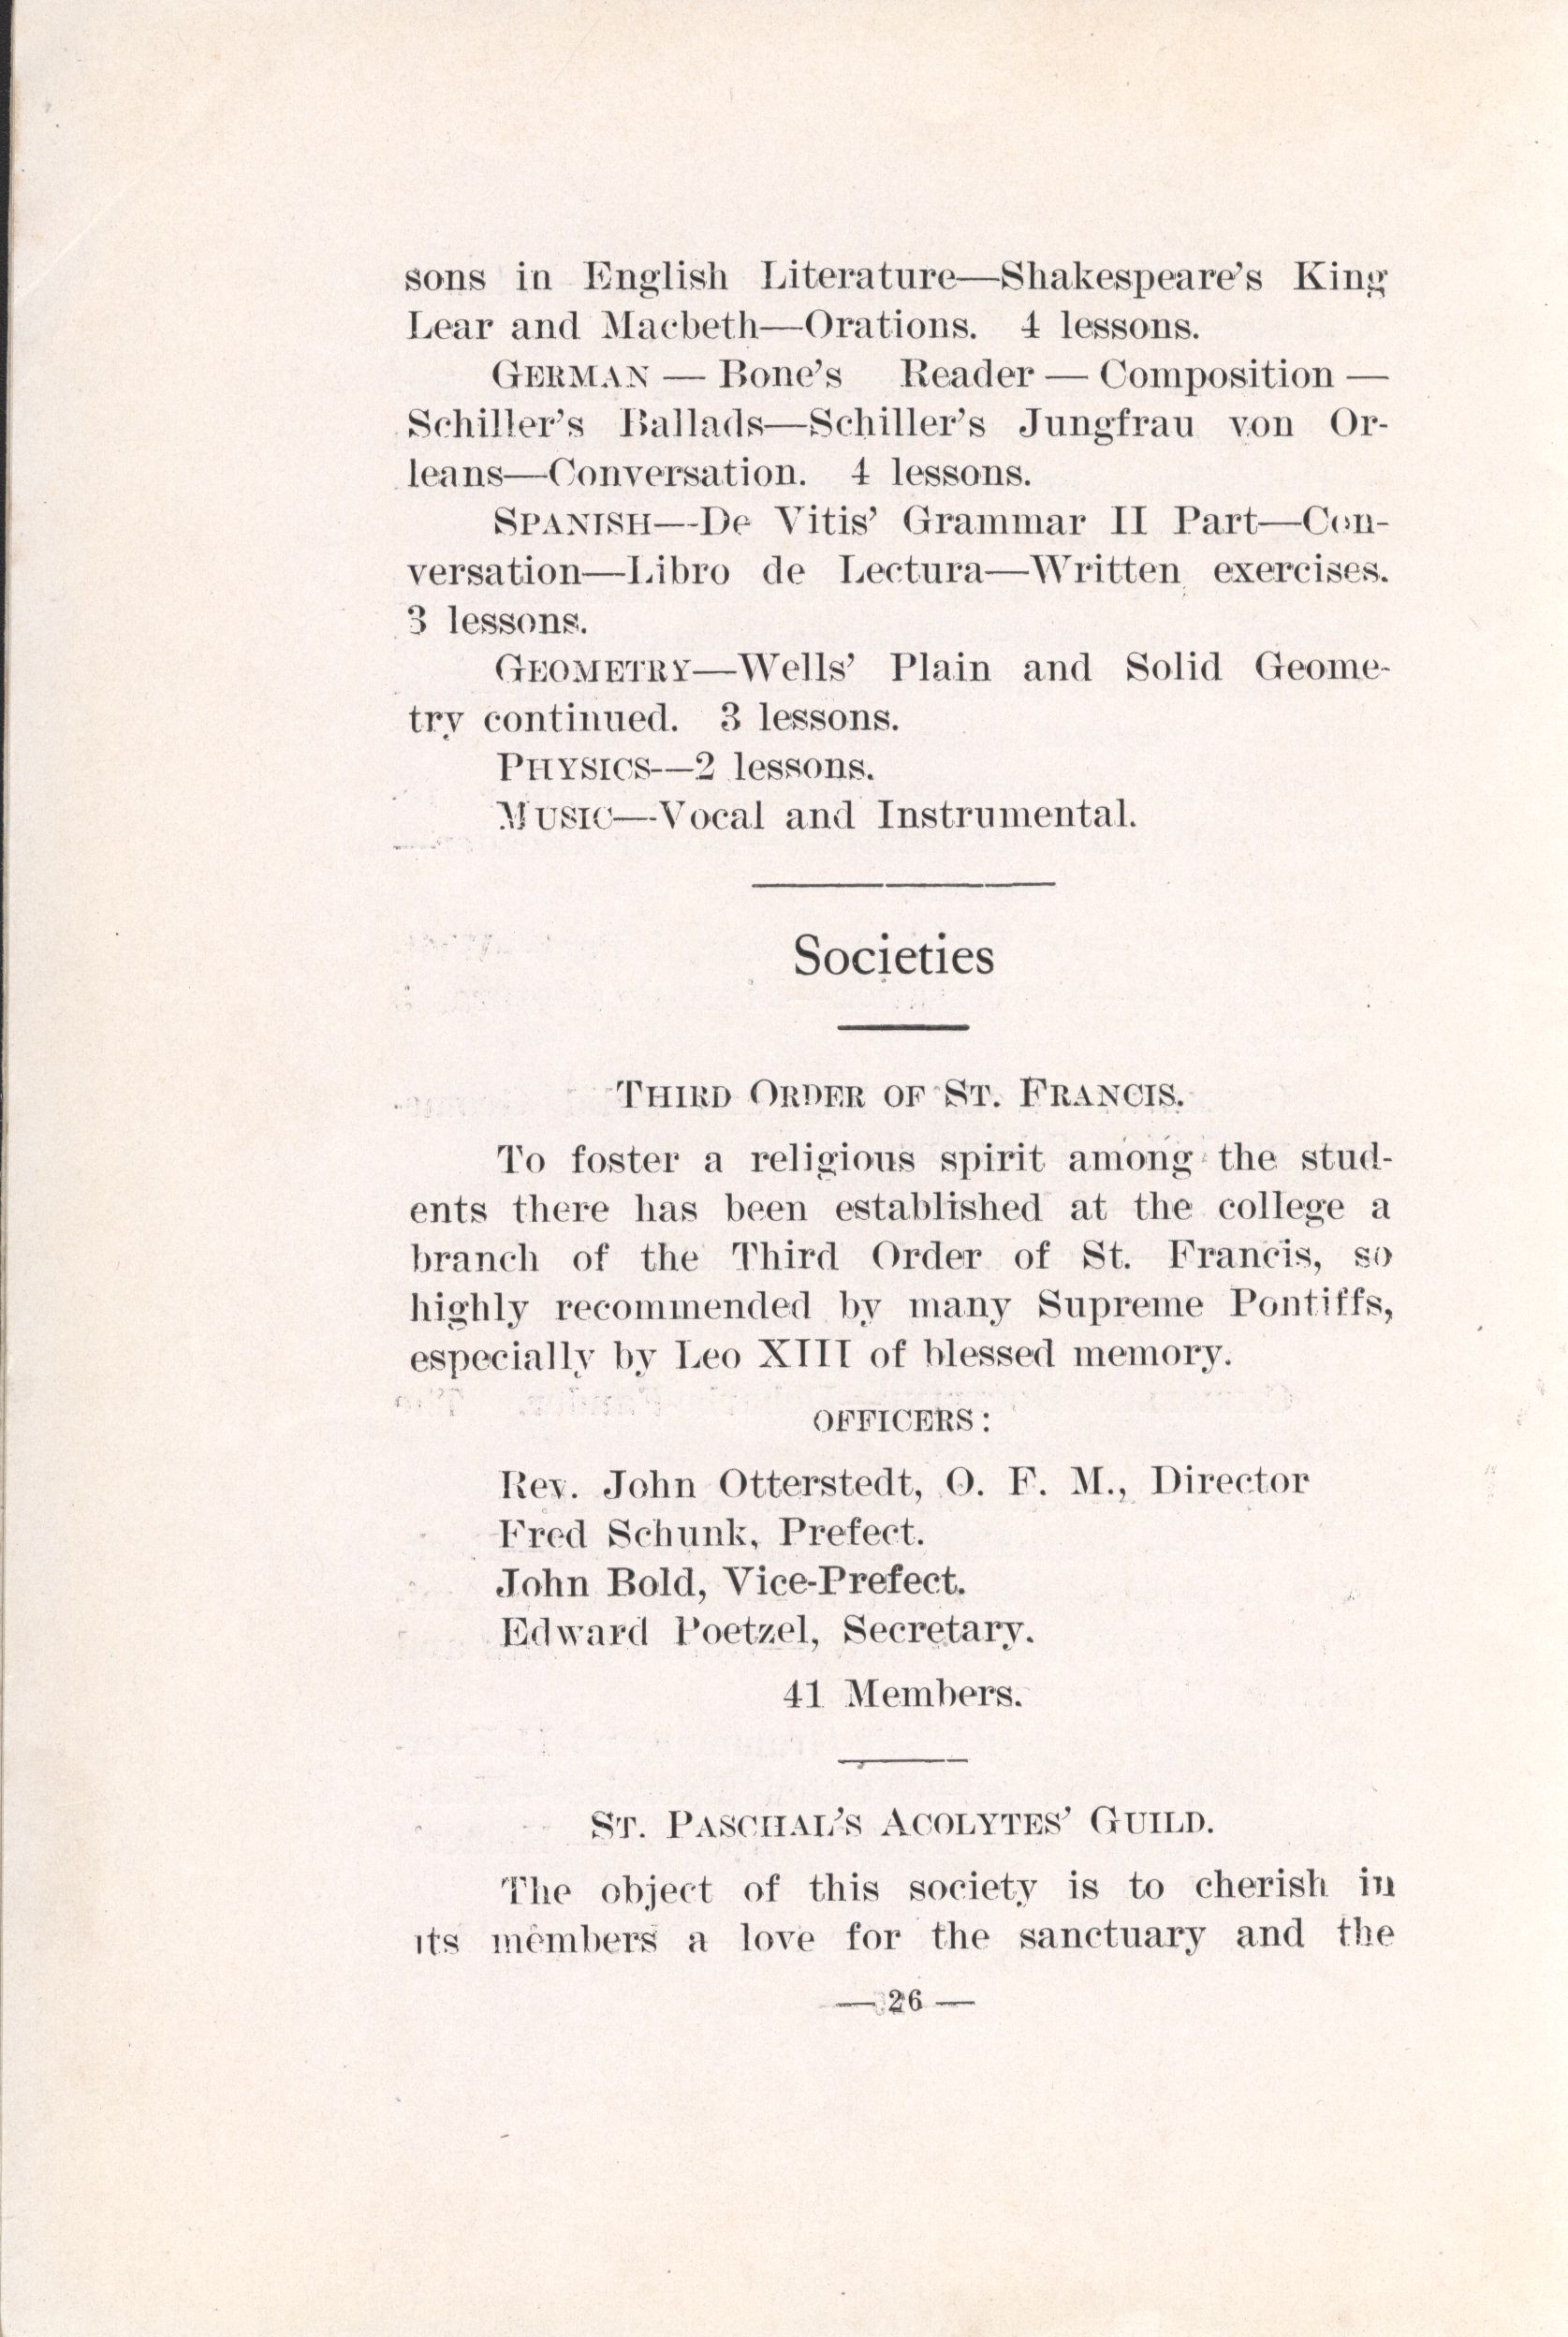 sons in English Literature—Shakespeare's King
Lear and Macbeth—Orations. 4 lessons.
GERMAN — Bone's Reader — Composition —
Schiller's Ballads—Schiller's Jungfrau von Or-
leans—Conversation. 4 lessons.
SPANISH—De Vitis' Grammar II Part—Con-
versation—Libro de Lectura—Written exercises.
3 lessons.
GEOMETRY—Wells' Plain and Solid Geome-
try continued. 3 lessons.
PHYSICS—2 lessons.
MUSIC—Vocal and Instrumental.
Societies
THIRD ORDER OF ST. FRANCIS.
To foster a religious spirit among the stud-
ents there has been established at the college a
branch of the Third Order of St. Francis, so
highly recommended by many Supreme Pontiffs,
especially by Leo XIII of blessed memory.
OFFICERS:
Rev. John Otterstedt, O. F. M., Director
Fred Schunk, Prefect.
John Bold, Vice-Prefect.
Edward Poetzel, Secretary.
41 Members.
ST. PASCHAL'S ACOLYTES' GUILD.
The object of this society is to cherish in
its members a love for the sanctuary and the
— 26 —